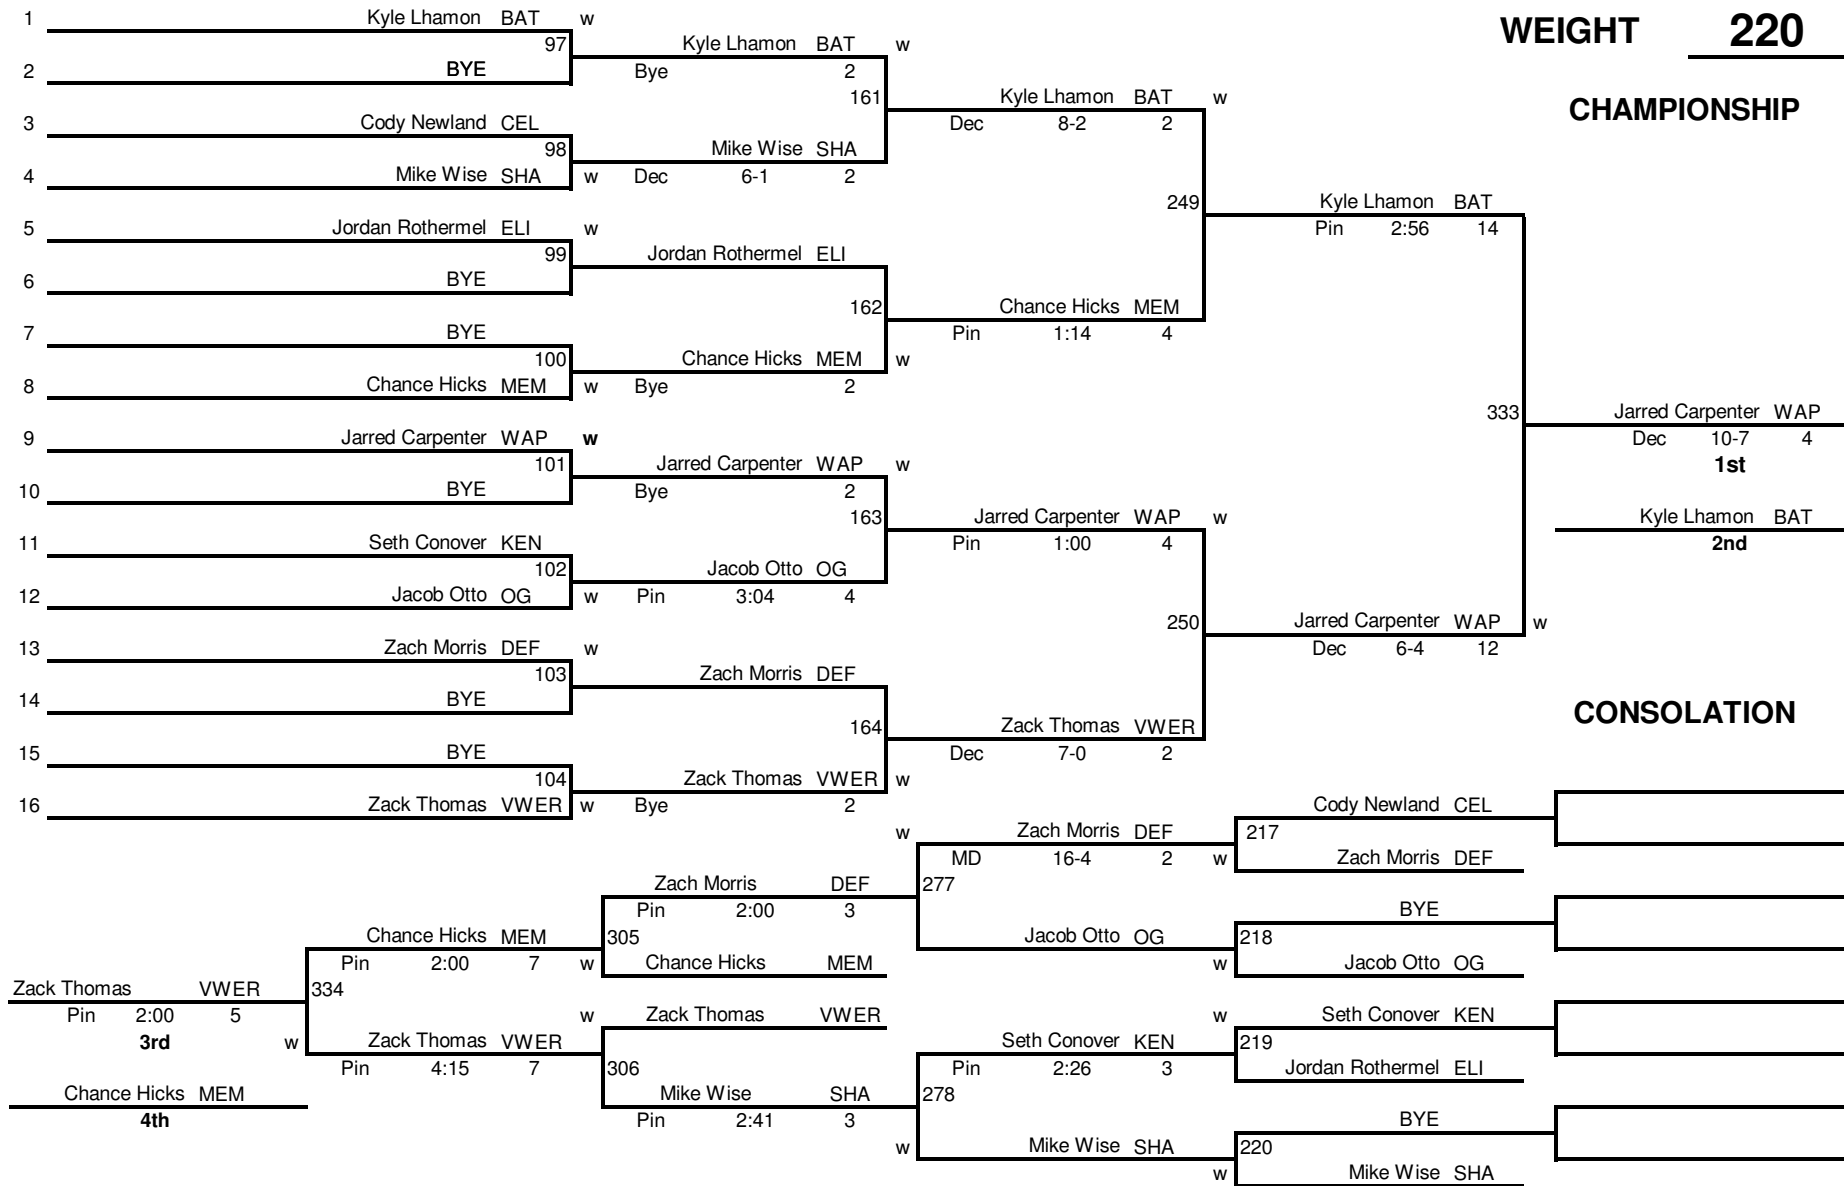 WEIGHT 220
CHAMPIONSHIP
1 Kyle Lhamon BAT w
97 Kyle Lhamon BAT w
2 BYE Bye 2
161 Kyle Lhamon BAT w
3 Cody Newland CEL Dec 8-2 2
98 Mike Wise SHA
4 Mike Wise SHA w Dec 6-1 2
249 Kyle Lhamon BAT
5 Jordan Rothermel ELI w Pin 2:56 14
99 Jordan Rothermel ELI
6 BYE
162 Chance Hicks MEM
7 BYE Pin 1:14 4
100 Chance Hicks MEM w
8 Chance Hicks MEM w Bye 2
333 Jarred Carpenter WAP
9 Jarred Carpenter WAP w Dec 10-7 4
101 Jarred Carpenter WAP w 1st
10 BYE Bye 2
163 Jarred Carpenter WAP w Kyle Lhamon BAT
11 Seth Conover KEN Pin 1:00 4 2nd
102 Jacob Otto OG
12 Jacob Otto OG w Pin 3:04 4
250 Jarred Carpenter WAP w
13 Zach Morris DEF w Dec 6-4 12
103 Zach Morris DEF
14 BYE
CONSOLATION
164 Zack Thomas VWER
15 BYE Dec 7-0 2
104 Zack Thomas VWER w
16 Zack Thomas VWER w Bye 2
Cody Newland CEL
w Zach Morris DEF 217
MD 16-4 2 w Zach Morris DEF
Zach Morris DEF 277
Pin 2:00 3 BYE
Chance Hicks MEM 305 Jacob Otto OG 218
Pin 2:00 7 w Chance Hicks MEM w Jacob Otto OG
Zack Thomas VWER 334
Pin 2:00 5 w Zack Thomas VWER w Seth Conover KEN
3rd w Zack Thomas VWER Seth Conover KEN 219
Pin 4:15 7 306 Pin 2:26 3 Jordan Rothermel ELI
Chance Hicks MEM Mike Wise SHA 278
4th Pin 2:41 3 BYE
w Mike Wise SHA 220
w Mike Wise SHA